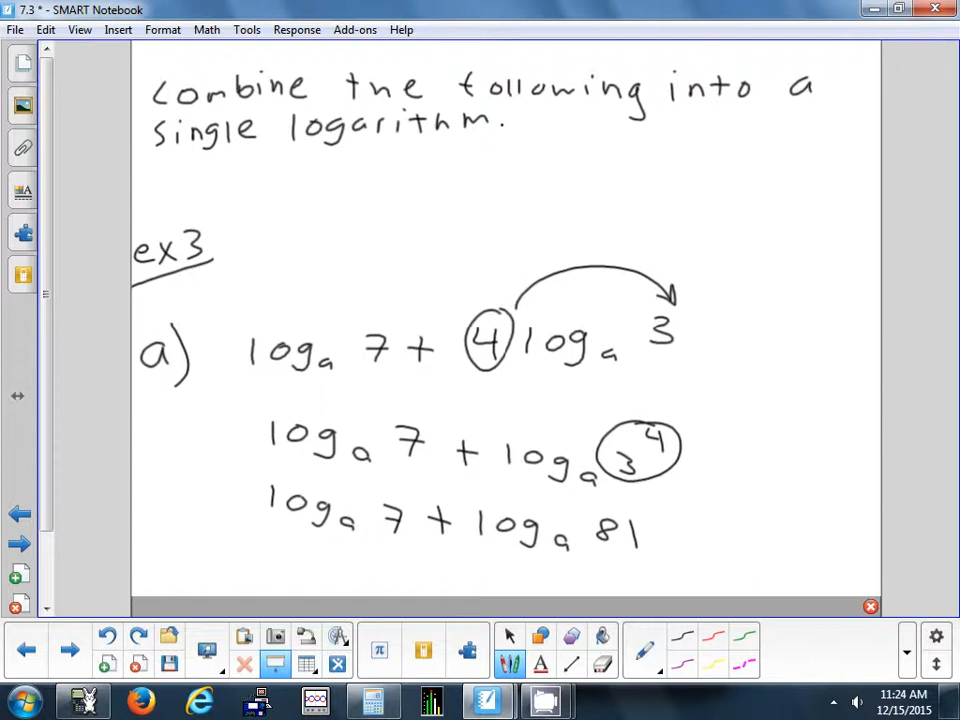 7.3 * - SMART Notebook
File Edit View Insert Format Math Tools Response Add-ons Help
Combine the following into a
single logarithm.
ex3
a) logₐ 7 + 4 logₐ 3
logₐ 7 + logₐ 3⁴
logₐ 7 + logₐ 81
11:24 AM
12/15/2015